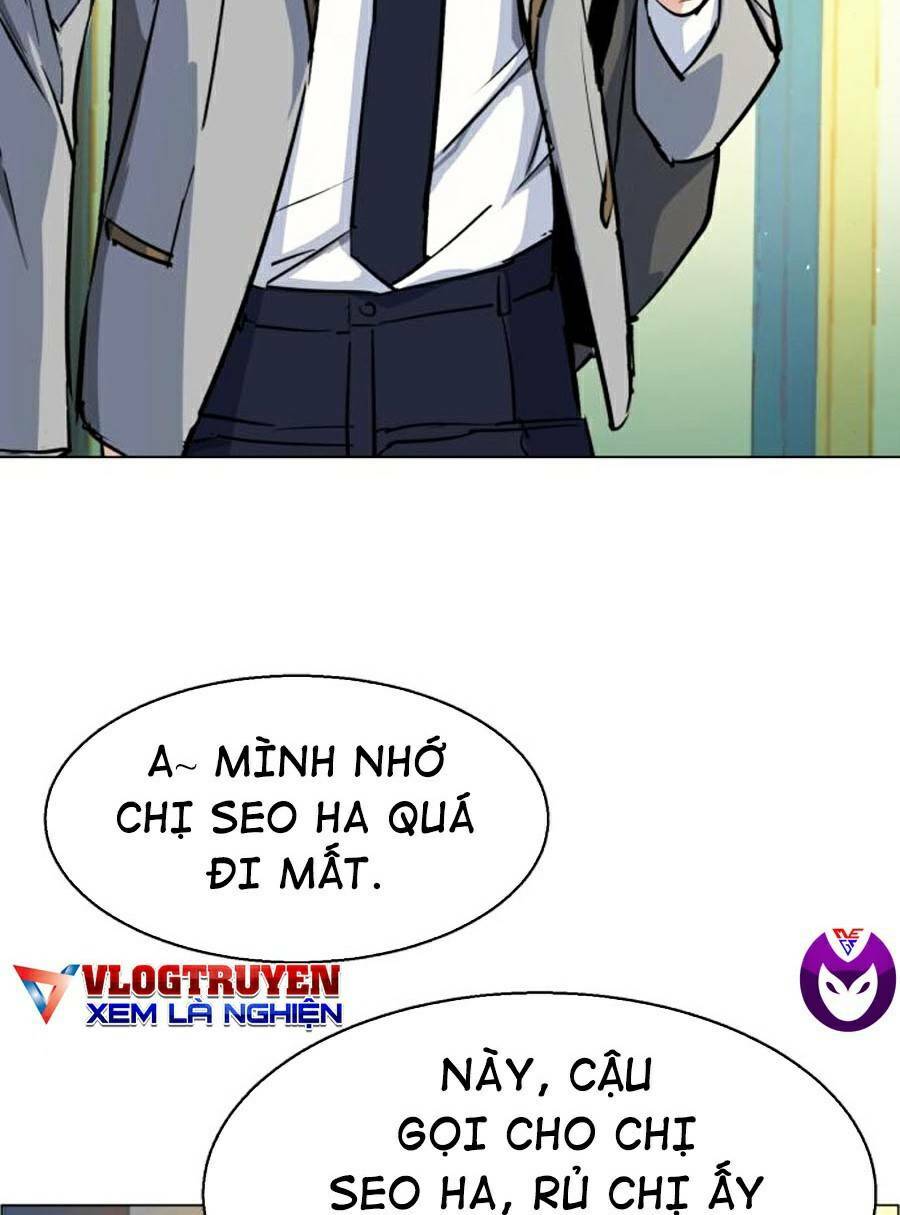 A~ MÌNH NHỚ
CHỊ SEO HA QUÁ
ĐI MẤT.
VLOGTRUYEN
XEM LÀ NGHIỆN
NÀY, CẬU
GỌI CHO CHỊ
SEO HA, RỦ CHỊ ẤY